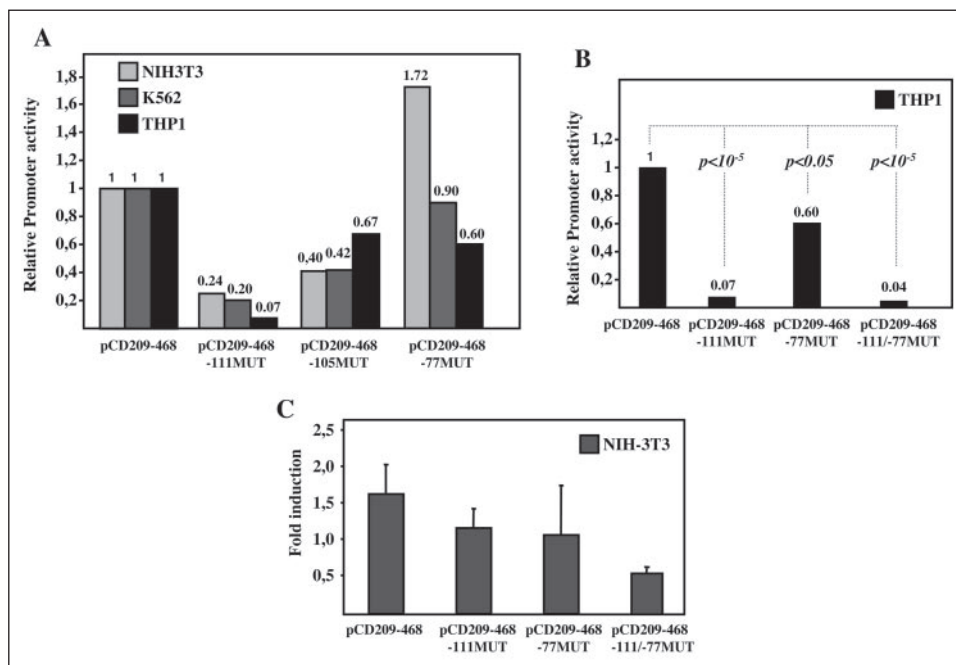 A
NIH3T3
K562
THP1
Relative Promoter activity
1,8
1,6
1,4
1,2
1
0,8
0,6
0,4
0,2
1 1 1
0.24 0.20 0.07
0,40 0.42 0.67
1.72 0.90 0.60
pCD209-468
pCD209-468 -111MUT
pCD209-468 -105MUT
pCD209-468 -77MUT
B
THP1
Relative Promoter activity
1,2
1
0,8
0,6
0,4
0,2
p<10-5 p<0.05 p<10-5
1 0.07 0.60 0.04
pCD209-468
pCD209-468 -111MUT
pCD209-468 -77MUT
pCD209-468 -111/-77MUT
C
NIH-3T3
Fold induction
2,5
2,0
1,5
1,0
0,5
pCD209-468
pCD209-468 -111MUT
pCD209-468 -77MUT
pCD209-468 -111/-77MUT